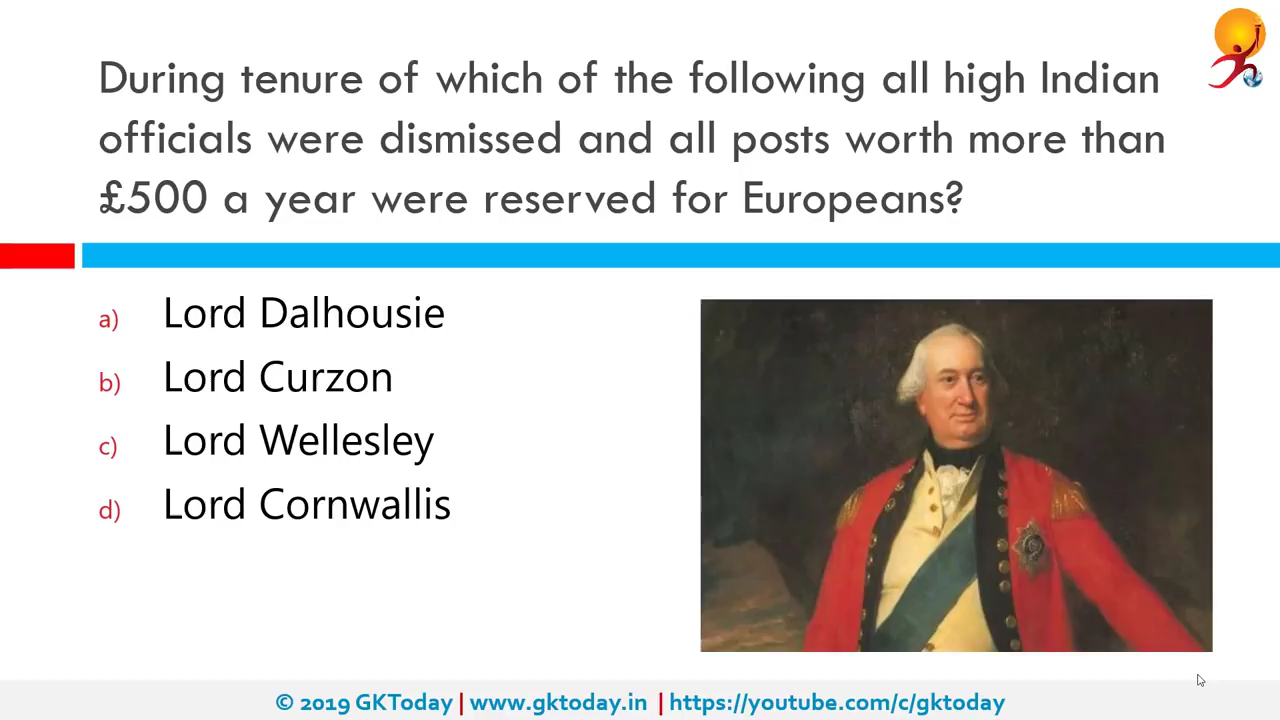 During tenure of which of the following all high Indian
officials were dismissed and all posts worth more than
£500 a year were reserved for Europeans?
a) Lord Dalhousie
b) Lord Curzon
c) Lord Wellesley
d) Lord Cornwallis
© 2019 GKToday | www.gktoday.in | https://youtube.com/c/gktoday